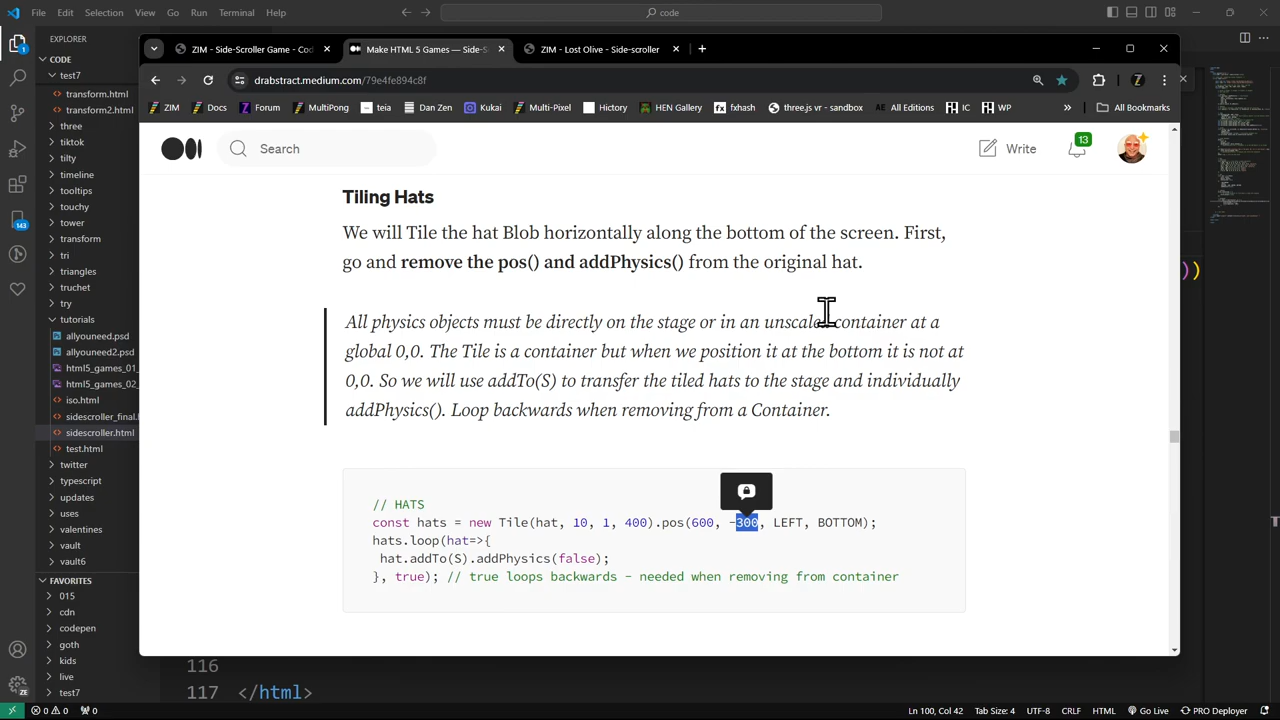 File Edit Selection View Go Run Terminal Help
code
EXPLORER
CODE
test7
transform.html
transform2.html
three
tiktok
tilty
timeline
tooltips
touchy
tower
transform
tri
triangles
truchet
try
tutorials
allyouneed.psd
allyouneed2.psd
html5_games_01
html5_games_02
iso.html
sidescroller_final.
sidescroller.html
test.html
twitter
typescript
updates
uses
valentines
vault
vault6
FAVORITES
015
cdn
codepen
goth
kids
live
test7
1
143
ZE
ZIM - Side-Scroller Game - Cod
Make HTML 5 Games — Side-S
ZIM - Lost Olive - Side-scroller
drabstract.medium.com/79e4fe894c8f
ZIM Docs Forum MultiPong teia Dan Zen Kukai Multi-Pixel Hictory HEN Gallery fxhash three.js vr - sandbox All Editions WP » All Bookmarks
Search
Write
13
Tiling Hats
We will Tile the hat Blob horizontally along the bottom of the screen. First,
go and remove the pos() and addPhysics() from the original hat.
All physics objects must be directly on the stage or in an unscaled container at a
global 0,0. The Tile is a container but when we position it at the bottom it is not at
0,0. So we will use addTo(S) to transfer the tiled hats to the stage and individually
addPhysics(). Loop backwards when removing from a Container.
// HATS
const hats = new Tile(hat, 10, 1, 400).pos(600, -300, LEFT, BOTTOM);
hats.loop(hat=>{
hat.addTo(S).addPhysics(false);
}, true); // true loops backwards - needed when removing from container
))
116
117 </html>
0 0 0 Ln 100, Col 42 Tab Size: 4 UTF-8 CRLF HTML Go Live PRO Deployer